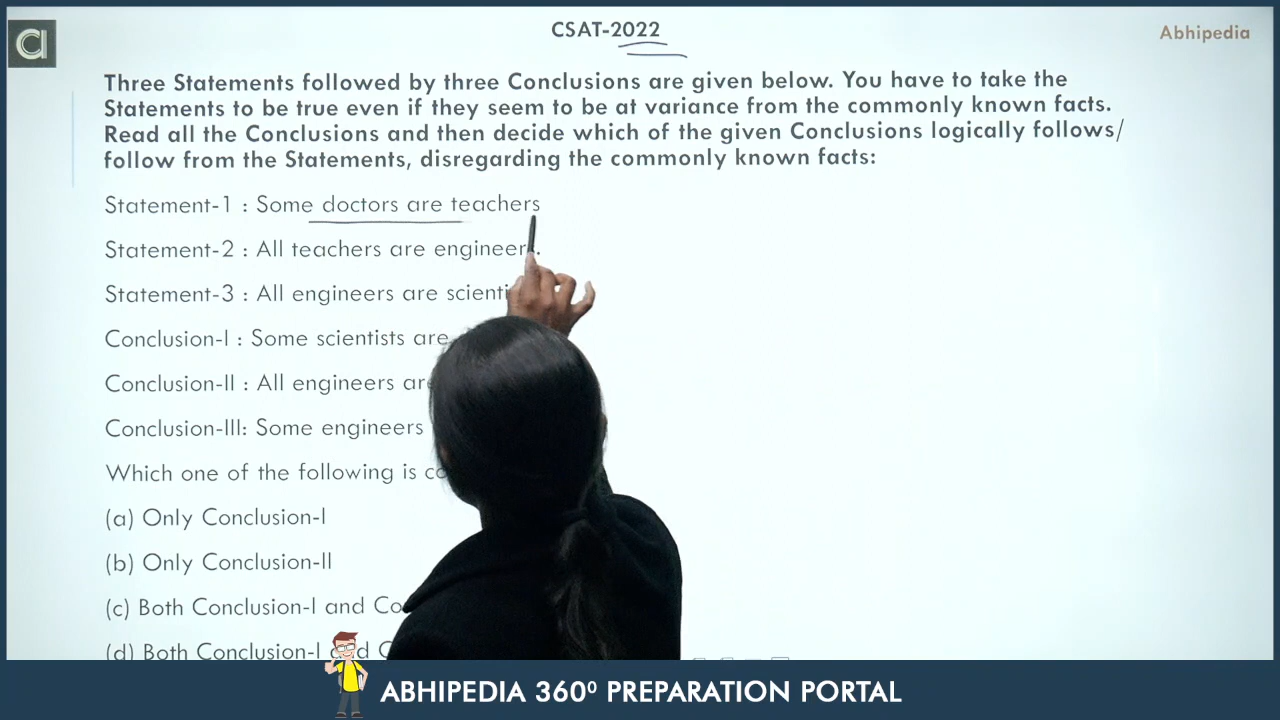 CSAT-2022
Abhipedia
Three Statements followed by three Conclusions are given below. You have to take the
Statements to be true even if they seem to be at variance from the commonly known facts.
Read all the Conclusions and then decide which of the given Conclusions logically follows/
follow from the Statements, disregarding the commonly known facts:
Statement-1 : Some doctors are teachers
Statement-2 : All teachers are engineers.
Statement-3 : All engineers are
Conclusion-I : Some scientists are
Conclusion-II : All engineers are
Conclusion-III: Some engineers
Which one of the following is
(a) Only Conclusion-I
(b) Only Conclusion-II
(c) Both Conclusion-I and
(d) Both Conclusion-I and
ABHIPEDIA 360⁰ PREPARATION PORTAL